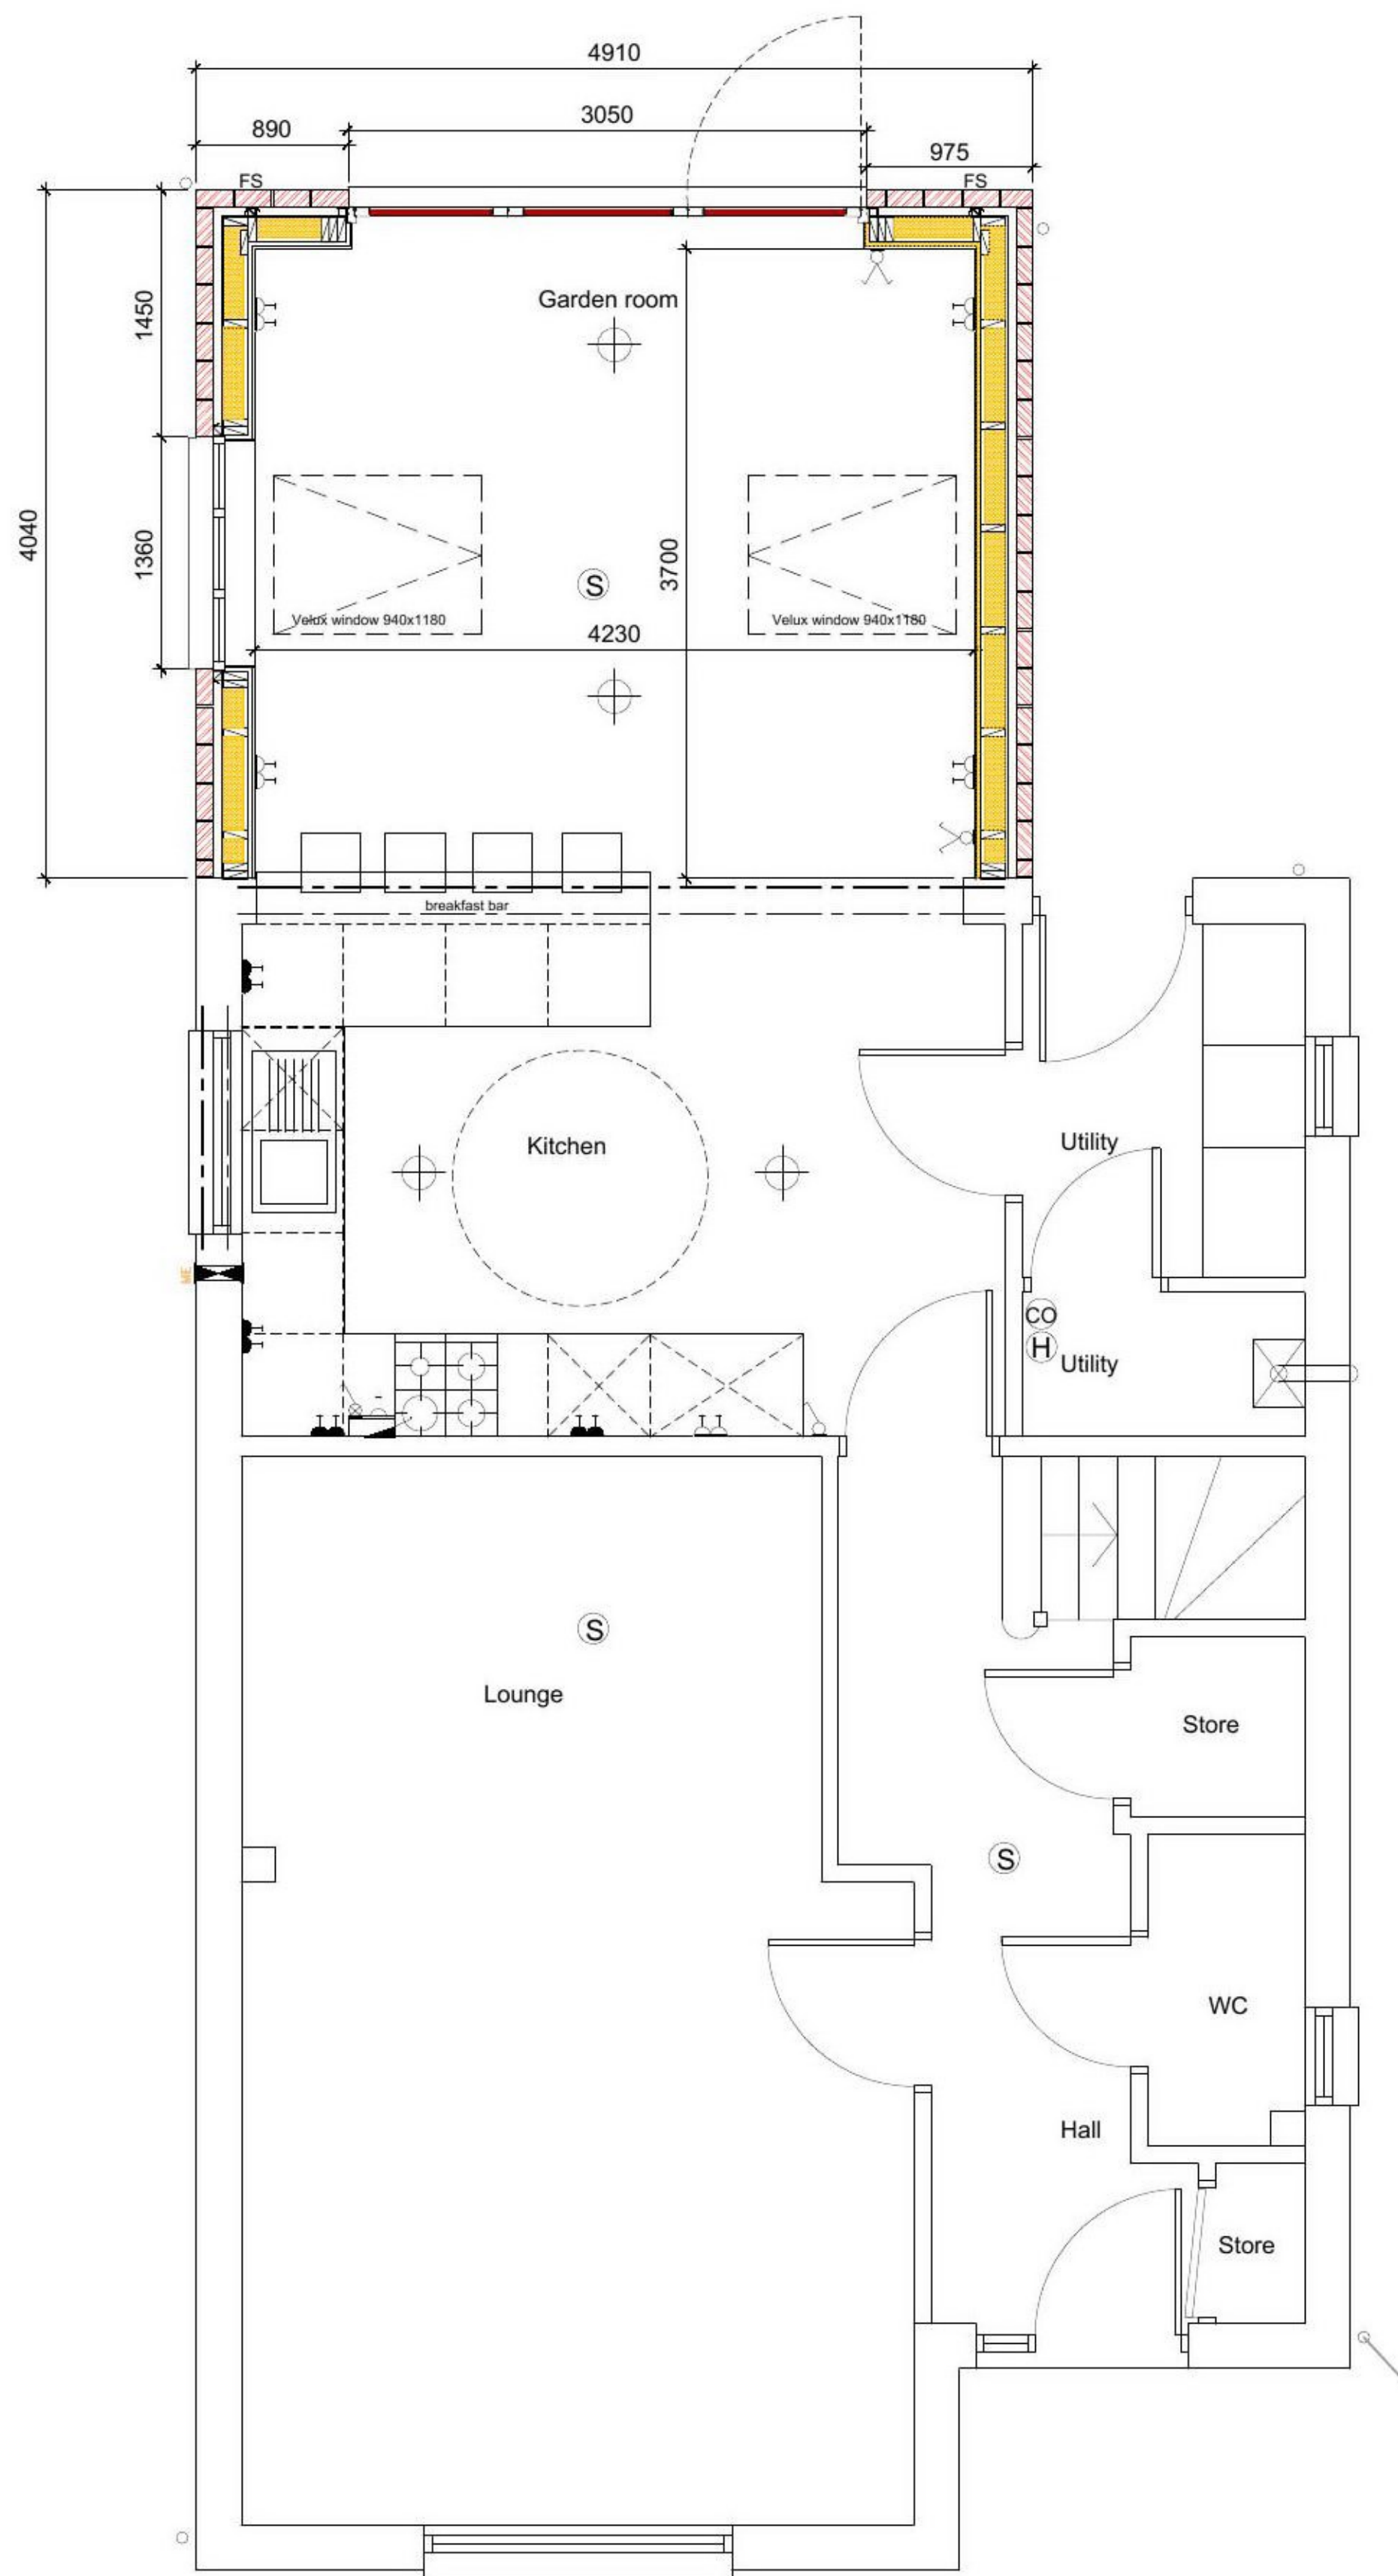 4910
890
3050
975
FS
FS
1450
Garden room
4040
1360
3700
S
Velux window 940x1180
Velux window 940x1180
4230
breakfast bar
Kitchen
Utility
ME
CO
H
Utility
S
Lounge
Store
S
WC
Hall
Store